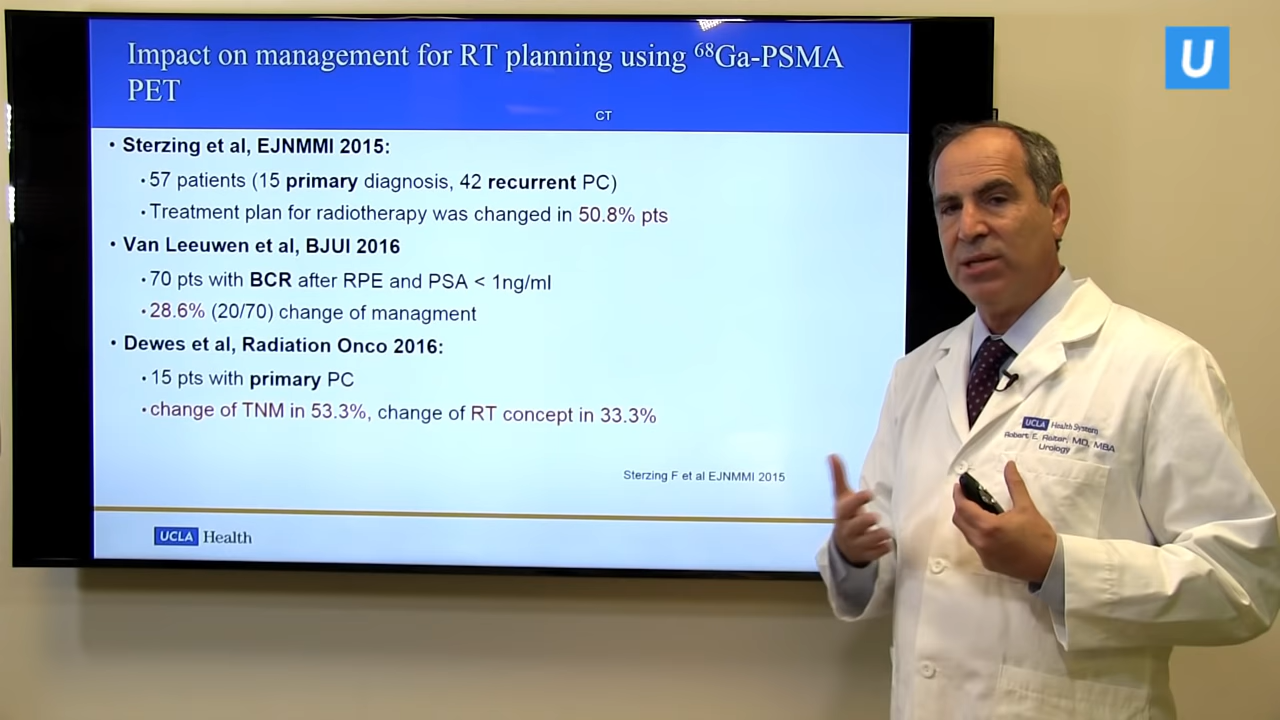 Impact on management for RT planning using ⁶⁸Ga-PSMA
PET
CT
• Sterzing et al, EJNMMI 2015:
• 57 patients (15 primary diagnosis, 42 recurrent PC)
• Treatment plan for radiotherapy was changed in 50.8% pts
• Van Leeuwen et al, BJUI 2016
• 70 pts with BCR after RPE and PSA < 1ng/ml
• 28.6% (20/70) change of managment
• Dewes et al, Radiation Onco 2016:
• 15 pts with primary PC
• change of TNM in 53.3%, change of RT concept in 33.3%
Sterzing F et al EJNMMI 2015
UCLA Health
U
UCLA Health System
Robert E. Reiter, MD, MBA
Urology